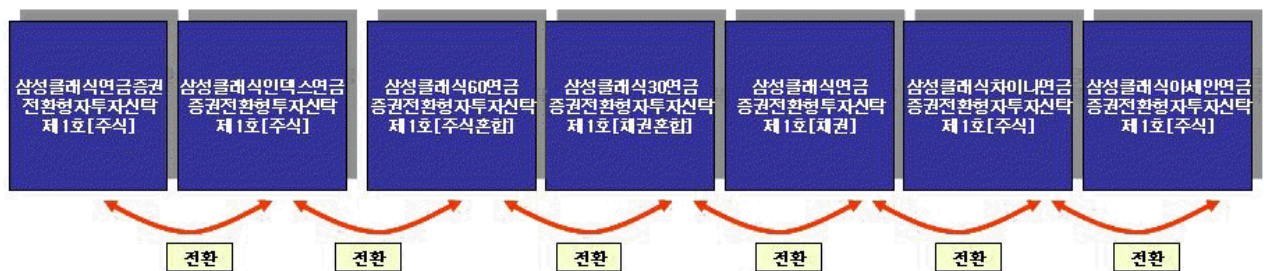 삼성클래식연금증권
전환형자투자신탁
제1호[주식]
삼성클래식인덱스연금
증권전환형자투자신탁
제1호[주식]
삼성클래식60연금
증권전환형자투자신탁
제1호[주식혼합]
삼성클래식30연금
증권전환형자투자신탁
제1호[채권혼합]
삼성클래식연금
증권전환형자투자신탁
제1호[채권]
삼성클래식차이나연금
증권전환형자투자신탁
제1호[주식]
삼성클래식아세안연금
증권전환형자투자신탁
제1호[주식]
전환
전환
전환
전환
전환
전환